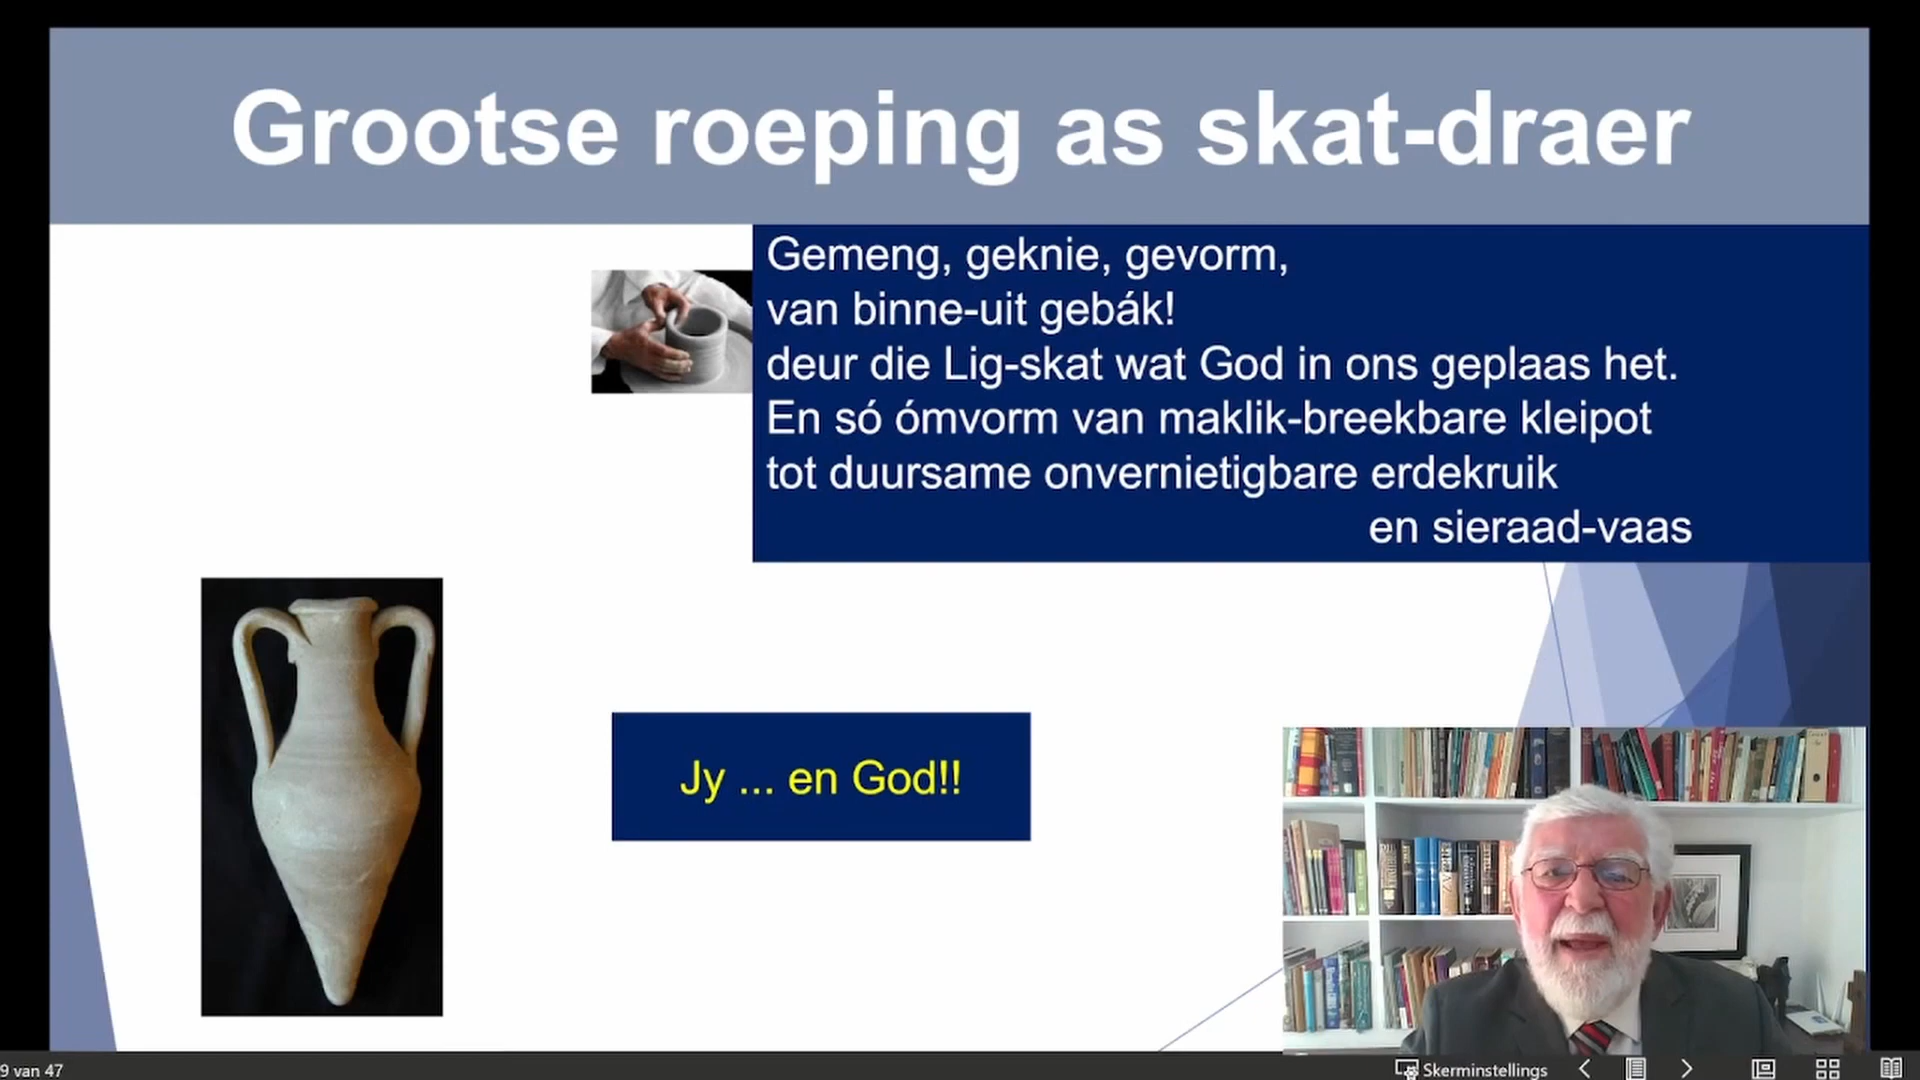 Grootse roeping as skat-draer
Gemeng, geknie, gevorm,
van binne-uit gebák!
deur die Lig-skat wat God in ons geplaas het.
En só ómvorm van maklik-breekbare kleipot
tot duursame onvernietigbare erdekruik
en sieraad-vaas
Jy ... en God!!
9 van 47
Skerminstellings